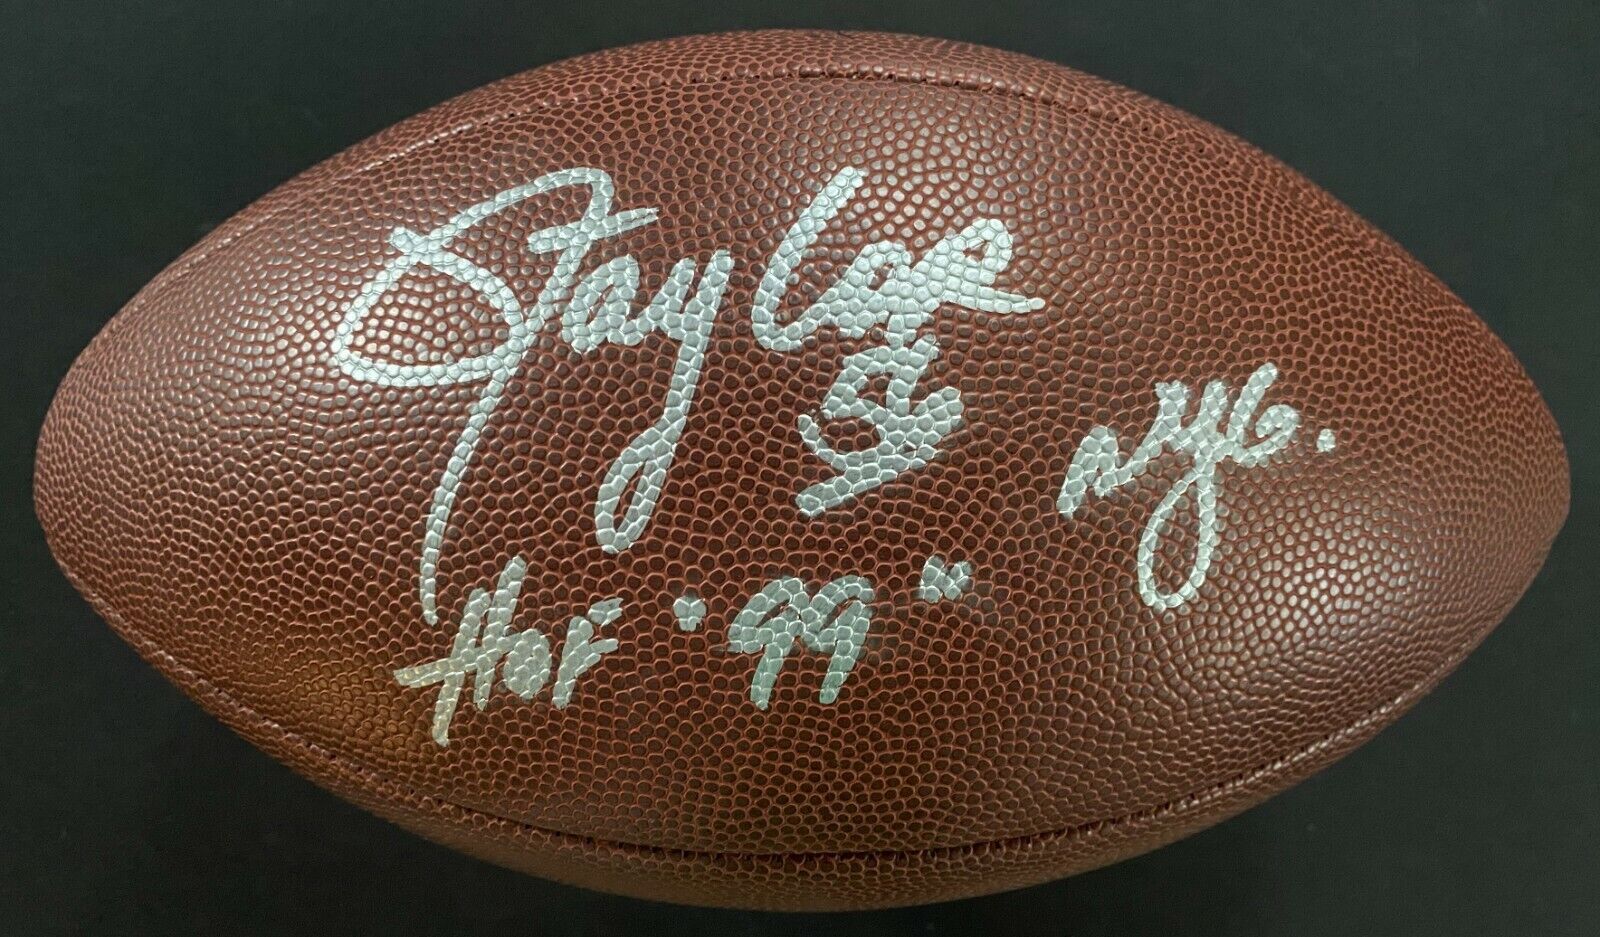 L Taylor
56 NYG.
HOF "99"